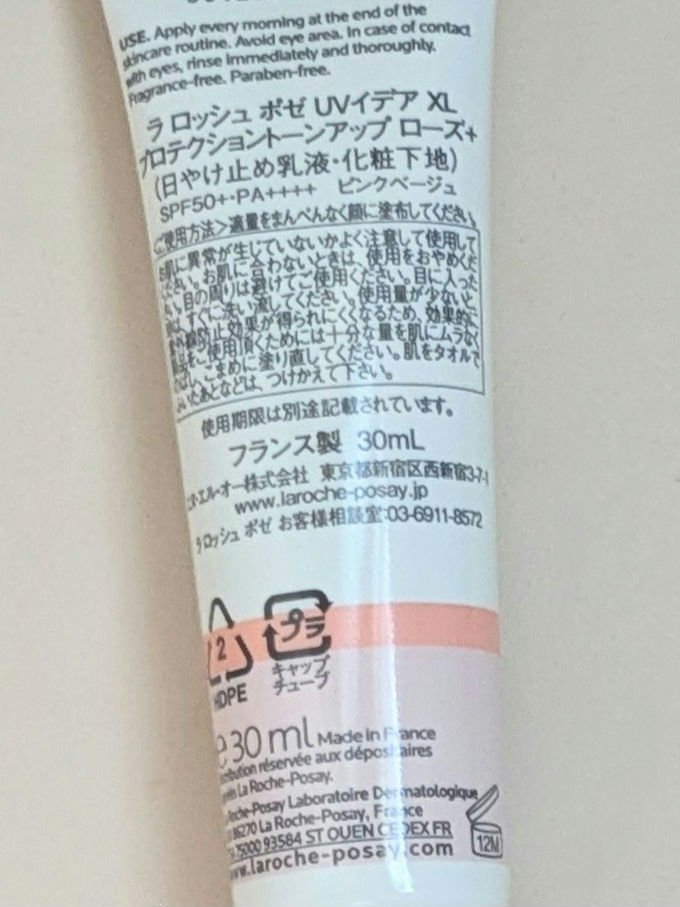 USE. Apply every morning at the end of the
skincare routine. Avoid eye area. In case of contact
with eyes, rinse immediately and thoroughly.
Fragrance-free. Paraben-free.
ラ ロッシュ ポゼ UVイデア XL
プロテクショントーンアップ ローズ+
(日やけ止め乳液・化粧下地)
SPF50+・PA++++ ピンクベージュ
<ご使用方法>適量をまんべんなく顔に塗布してください。
お肌に異常が生じていないかよく注意して使用して
ください。お肌に合わないときは、使用をおやめくだ
さい。目の周りは避けてご使用ください。目に入った
時は、すぐに洗い流してください。使用量が少ないと
紫外線防止効果が得られにくくなるため、効果的に
製品をご使用頂くためには十分な量を肌にムラなく
のばし、こまめに塗り直してください。肌をタオルで
ふいたあとなどは、つけかえて下さい。
使用期限は別途記載されています。
フランス製 30mL
エル・オー株式会社 東京都新宿区西新宿3-7-1
www.laroche-posay.jp
ラ ロッシュ ポゼ お客様相談室:03-6911-8572
2
プラ
HDPE
キャップ
チューブ
e 30 ml Made in France
réservée aux dépositaires
La Roche-Posay.
La Roche-Posay Laboratoire Dermatologique
86270 La Roche-Posay, France
75000 93584 ST OUEN CEDEX FR
12M
www.laroche-posay.com